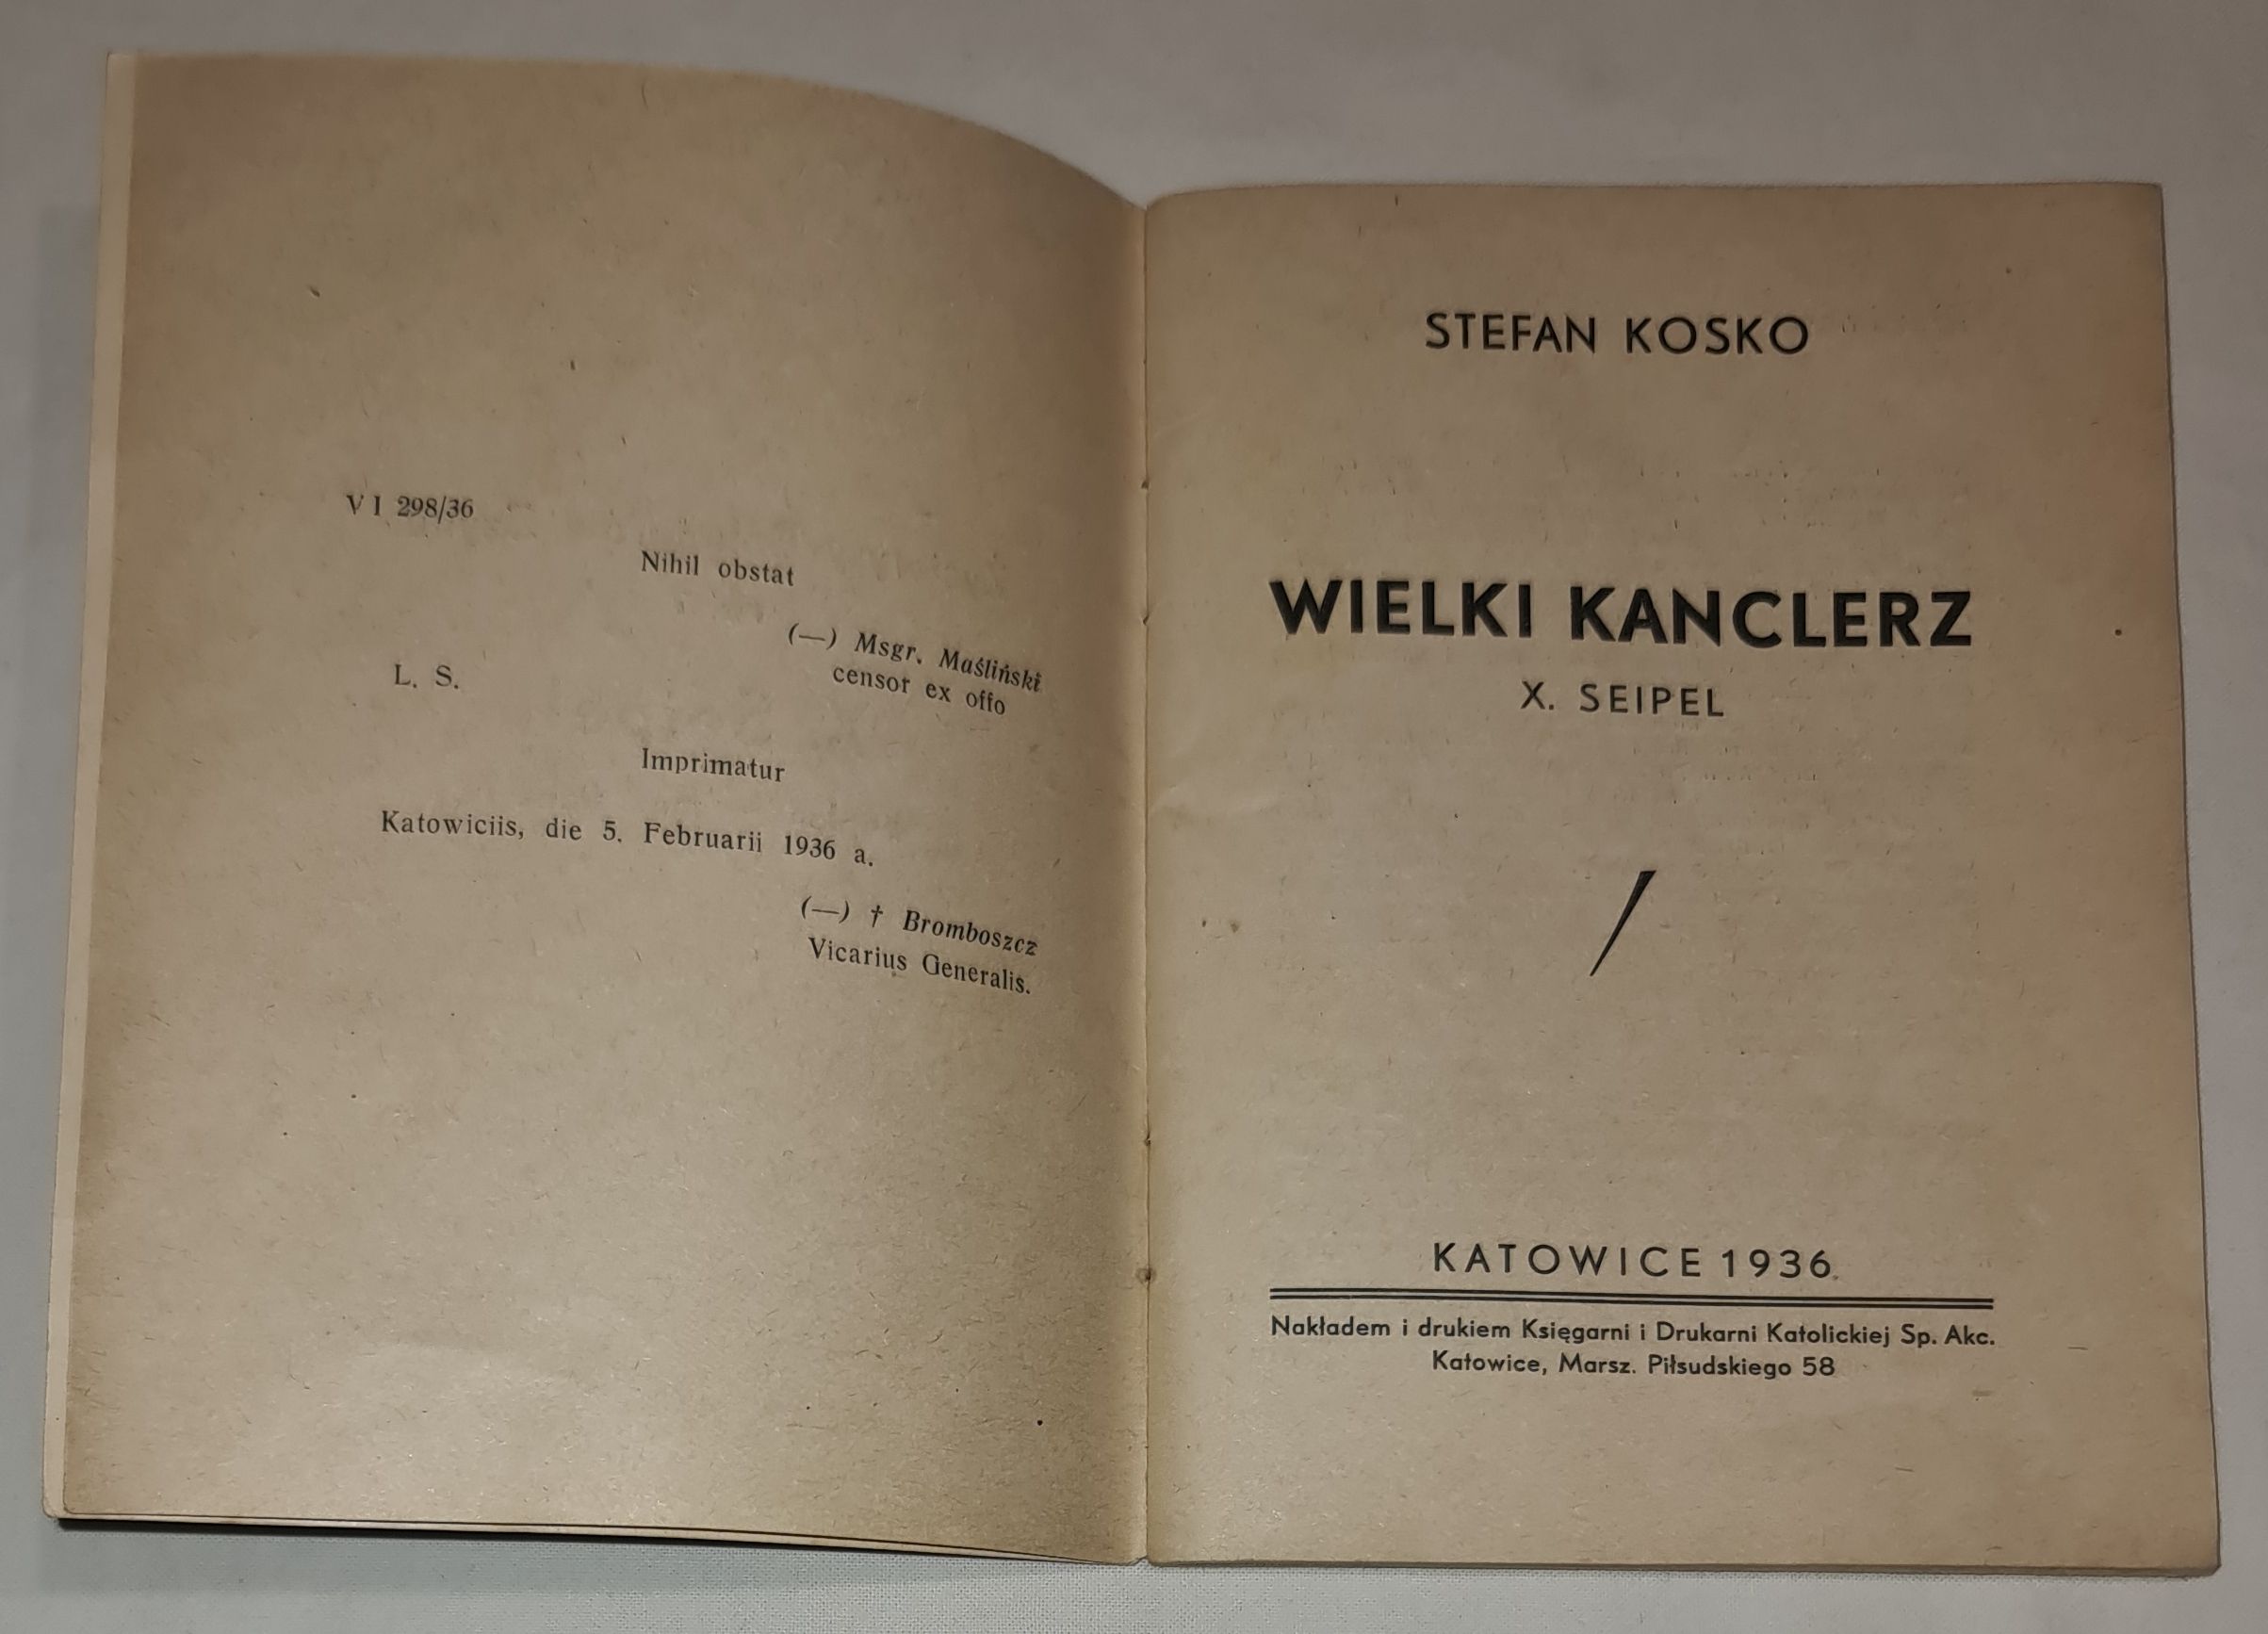 V I 298/36
Nihil obstat
(—) Msgr. Maśliński
censor ex offo
L. S.
Imprimatur
Katowiciis, die 5. Februarii 1936 a.
(—) † Bromboszcz
Vicarius Generalis.
STEFAN KOSKO
WIELKI KANCLERZ
X. SEIPEL
KATOWICE 1936
Nakładem i drukiem Księgarni i Drukarni Katolickiej Sp. Akc.
Katowice, Marsz. Piłsudskiego 58